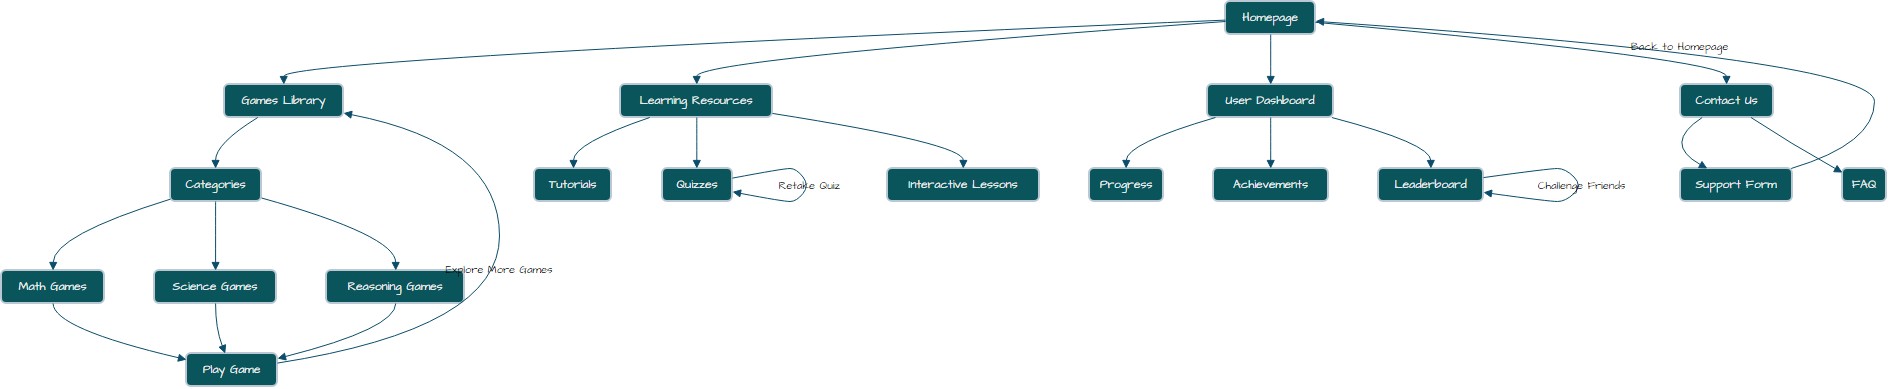 Homepage
Back to Homepage
Games Library
Learning Resources
User Dashboard
Contact Us
Categories
Tutorials
Quizzes
Retake Quiz
Interactive Lessons
Progress
Achievements
Leaderboard
Challenge Friends
Support Form
FAQ
Explore More Games
Math Games
Science Games
Reasoning Games
Play Game